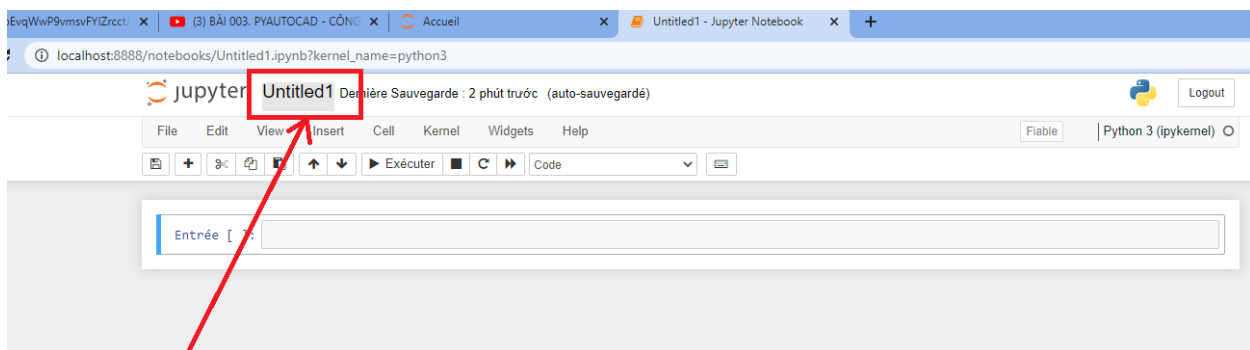 oEvqWwP9vmsvFYIZrcctJ (3) BÀI 003. PYAUTOCAD - CÔNG Accueil Untitled1 - Jupyter Notebook
localhost:8888/notebooks/Untitled1.ipynb?kernel_name=python3
jupyter Untitled1 Dernière Sauvegarde : 2 phút trước (auto-sauvegardé) Logout
File Edit View Insert Cell Kernel Widgets Help Fiable Python 3 (ipykernel)
Exécuter Code
Entrée [ ]: